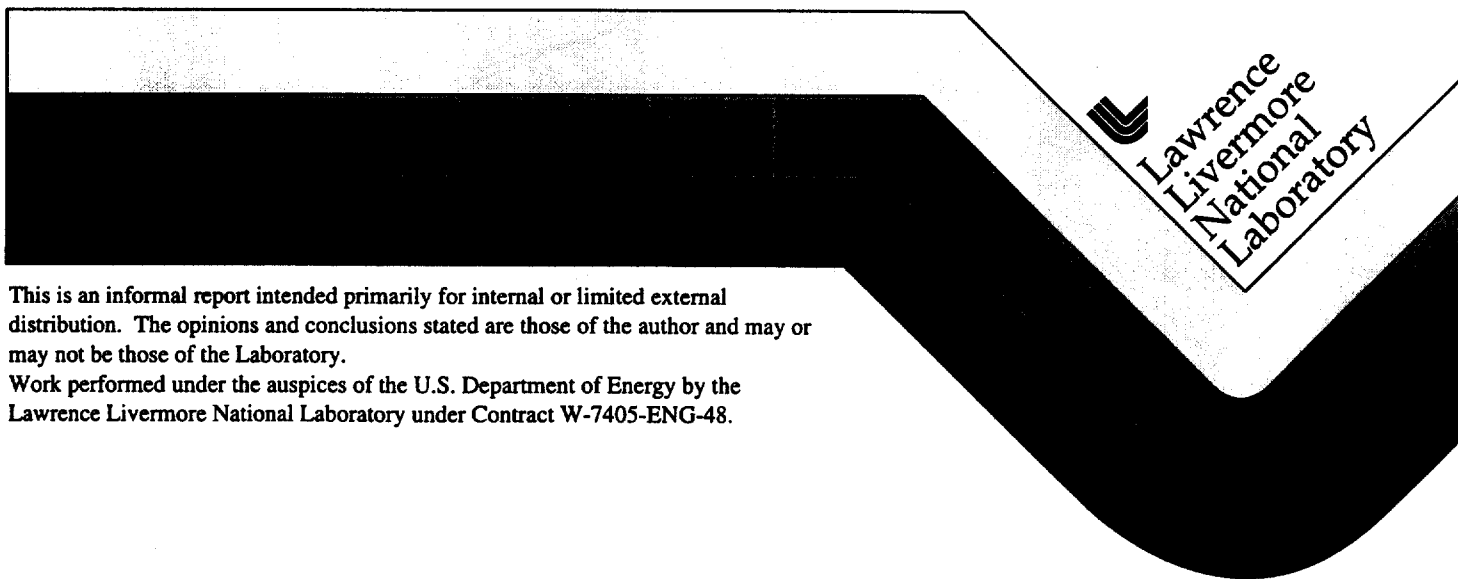 Lawrence
Livermore
National
Laboratory
This is an informal report intended primarily for internal or limited external
distribution. The opinions and conclusions stated are those of the author and may or
may not be those of the Laboratory.
Work performed under the auspices of the U.S. Department of Energy by the
Lawrence Livermore National Laboratory under Contract W-7405-ENG-48.